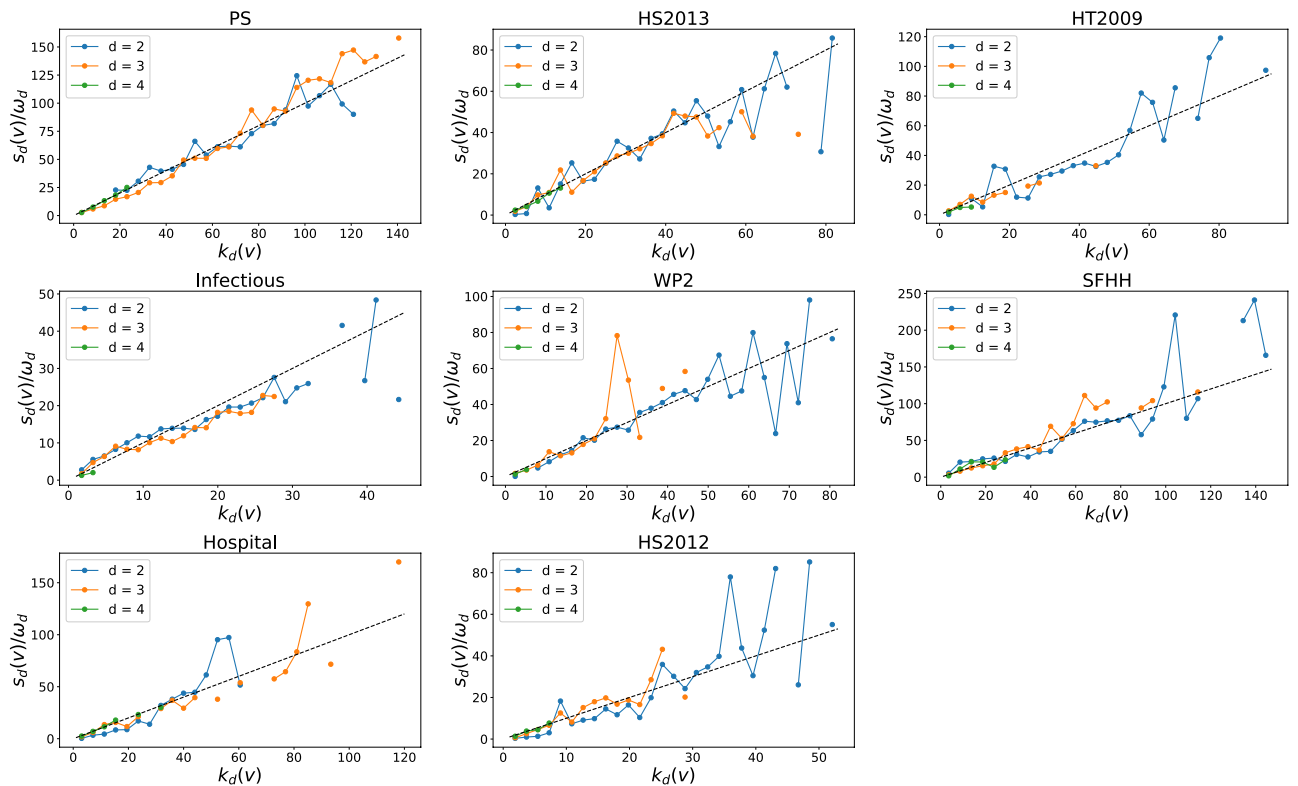 PS
150
125
100
75
50
25
0
s_d(v)/ω_d
d = 2
d = 3
d = 4
0 20 40 60 80 100 120 140
k_d(v)
HS2013
80
60
40
20
0
s_d(v)/ω_d
d = 2
d = 3
d = 4
0 10 20 30 40 50 60 70 80
k_d(v)
HT2009
120
100
80
60
40
20
0
s_d(v)/ω_d
d = 2
d = 3
d = 4
0 20 40 60 80
k_d(v)
Infectious
50
40
30
20
10
0
s_d(v)/ω_d
d = 2
d = 3
d = 4
0 10 20 30 40
k_d(v)
WP2
100
80
60
40
20
0
s_d(v)/ω_d
d = 2
d = 3
d = 4
0 10 20 30 40 50 60 70 80
k_d(v)
SFHH
250
200
150
100
50
0
s_d(v)/ω_d
d = 2
d = 3
d = 4
0 20 40 60 80 100 120 140
k_d(v)
Hospital
150
100
50
0
s_d(v)/ω_d
d = 2
d = 3
d = 4
0 20 40 60 80 100 120
k_d(v)
HS2012
80
60
40
20
0
s_d(v)/ω_d
d = 2
d = 3
d = 4
0 10 20 30 40 50
k_d(v)